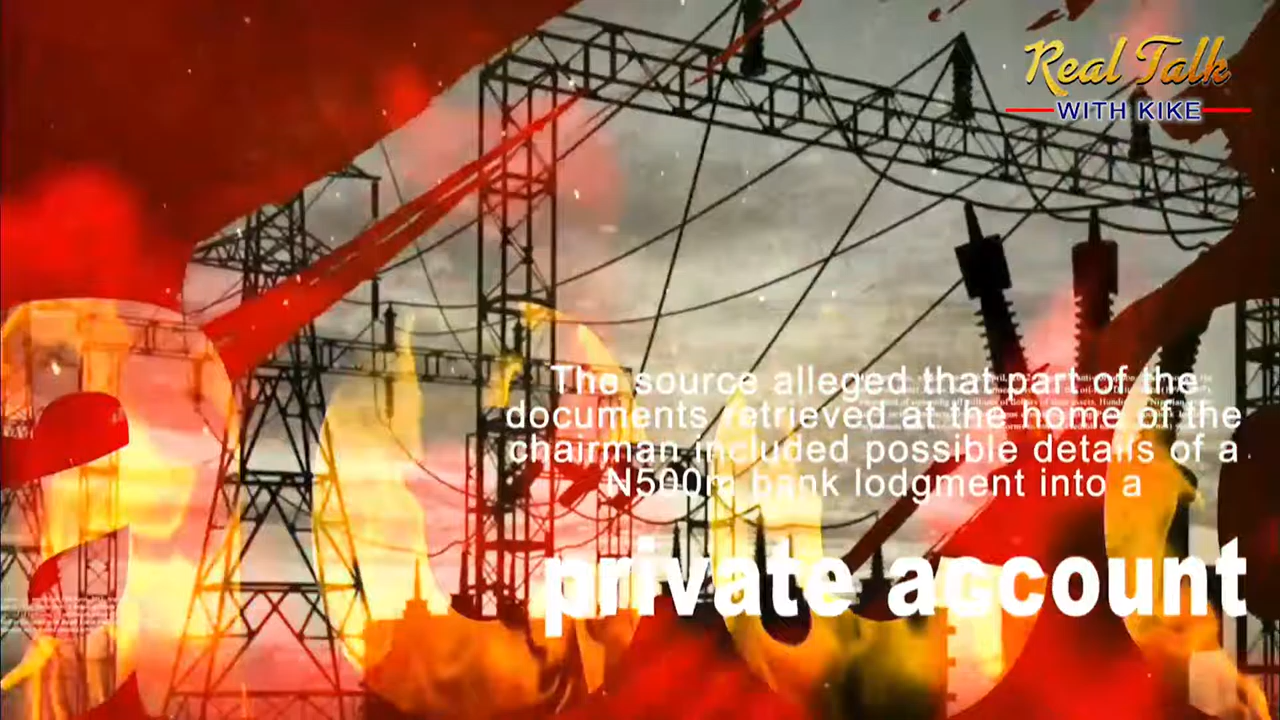 Real Talk
WITH KIKE
The source alleged that part of the
documents retrieved at the home of the
chairman included possible details of a
N500m bank lodgment into a
private account